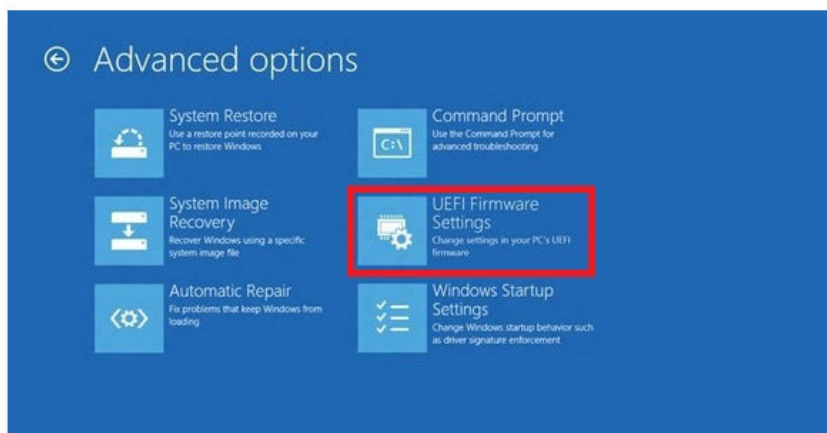 Advanced options
System Restore
Use a restore point recorded on your
PC to restore Windows
Command Prompt
Use the Command Prompt for
advanced troubleshooting
C:\
System Image
Recovery
Recover Windows using a specific
system image file
UEFI Firmware
Settings
Change settings in your PC's UEFI
firmware
Automatic Repair
Fix problems that keep Windows from
loading
Windows Startup
Settings
Change Windows startup behavior such
as driver signature enforcement